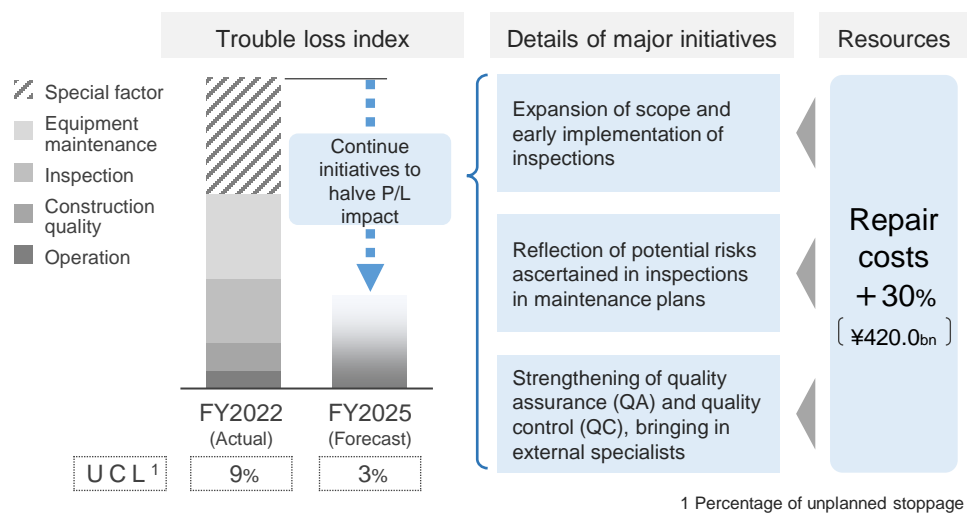 Trouble loss index
Details of major initiatives
Resources
Special factor
Equipment
maintenance
Inspection
Construction
quality
Operation
Continue
initiatives to
halve P/L
impact
FY2022
(Actual)
FY2025
(Forecast)
UCL1
9%
3%
Expansion of scope and
early implementation of
inspections
Reflection of potential risks
ascertained in inspections
in maintenance plans
Strengthening of quality
assurance (QA) and quality
control (QC), bringing in
external specialists
Repair
costs
+30%
[¥420.0bn]
1 Percentage of unplanned stoppage